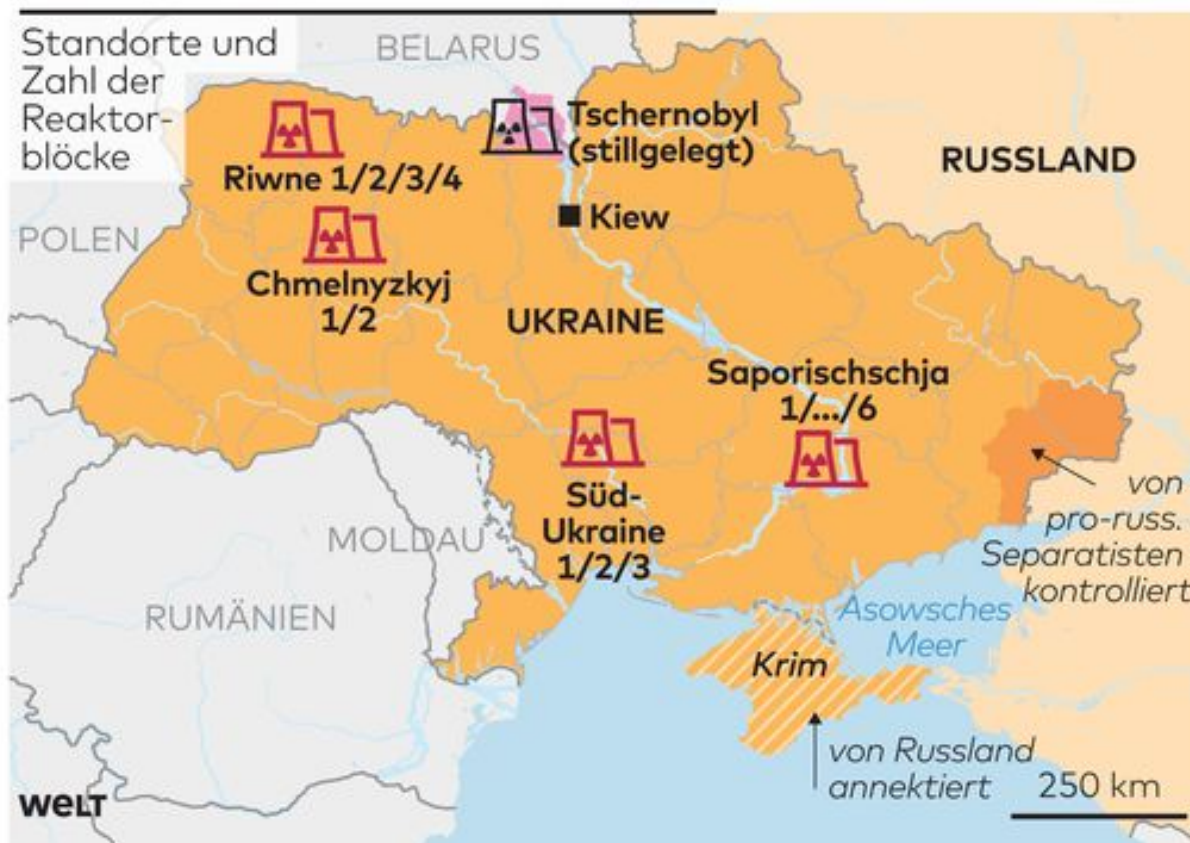 Standorte und
Zahl der
Reaktor-
blöcke
BELARUS
Tschernobyl
(stillgelegt)
RUSSLAND
Riwne 1/2/3/4
Kiew
POLEN
Chmelnyzkyj
1/2
UKRAINE
Saporischschja
1/.../6
Süd-
Ukraine
1/2/3
von
pro-russ.
Separatisten
kontrolliert
MOLDAU
RUMÄNIEN
Asowsches
Meer
Krim
von Russland
annektiert
250 km
WELT